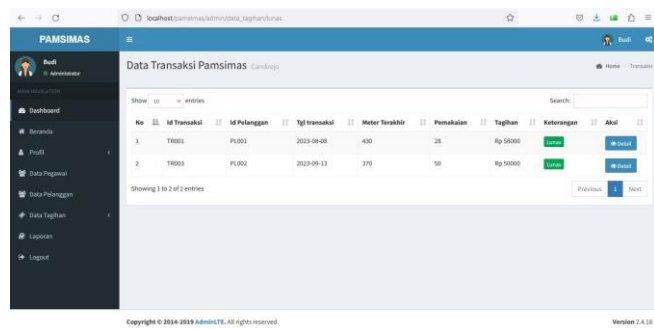 localhost/pamsimas/admin/data_tagihan/lunas
PAMSIMAS
Budi
Budi
Administrator
MAIN NAVIGATION
Dashboard
Beranda
Profil
Data Pegawai
Data Pelanggan
Data Tagihan
Laporan
Logout
Data Transaksi Pamsimas Candirejo
Home > Transaksi
Show 10 entries
Search:
No Id Transaksi Id Pelanggan Tgl transaksi Meter Terakhir Pemakaian Tagihan Keterangan Aksi
1 TR001 PL001 2023-08-08 430 28 Rp 58000 Lunas Detail
2 TR003 PL002 2023-09-13 370 50 Rp 50000 Lunas Detail
Showing 1 to 2 of 2 entries
Previous 1 Next
Copyright © 2014-2019 AdminLTE. All rights reserved.
Version 2.4.18